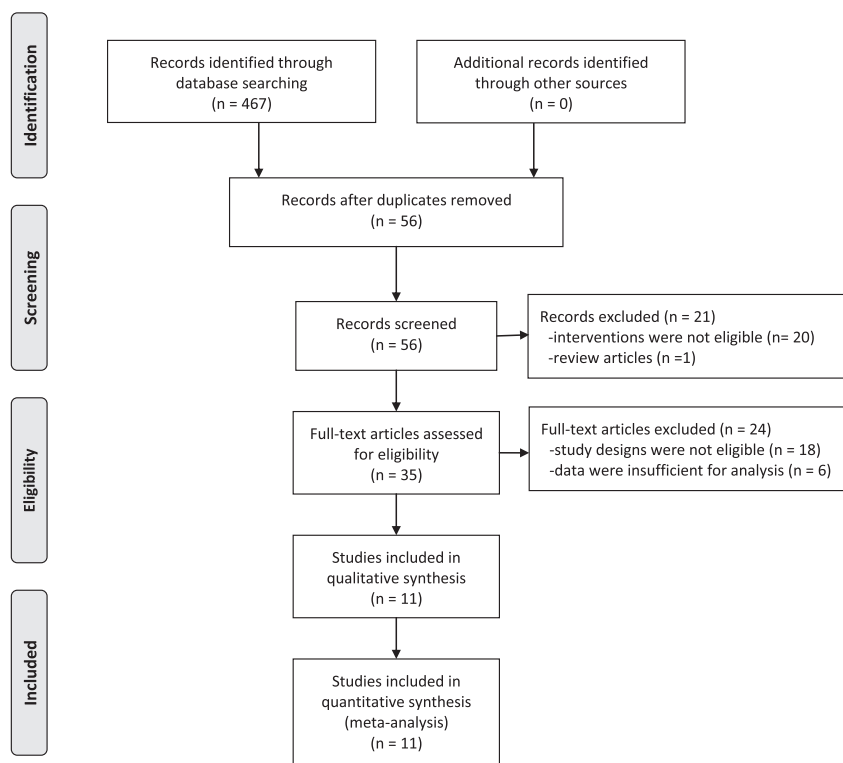 Identification
Records identified through
database searching
(n = 467)
Additional records identified
through other sources
(n = 0)
Records after duplicates removed
(n = 56)
Screening
Records screened
(n = 56)
Records excluded (n = 21)
-interventions were not eligible (n= 20)
-review articles (n =1)
Eligibility
Full-text articles assessed
for eligibility
(n = 35)
Full-text articles excluded (n = 24)
-study designs were not eligible (n = 18)
-data were insufficient for analysis (n = 6)
Studies included in
qualitative synthesis
(n = 11)
Included
Studies included in
quantitative synthesis
(meta-analysis)
(n = 11)